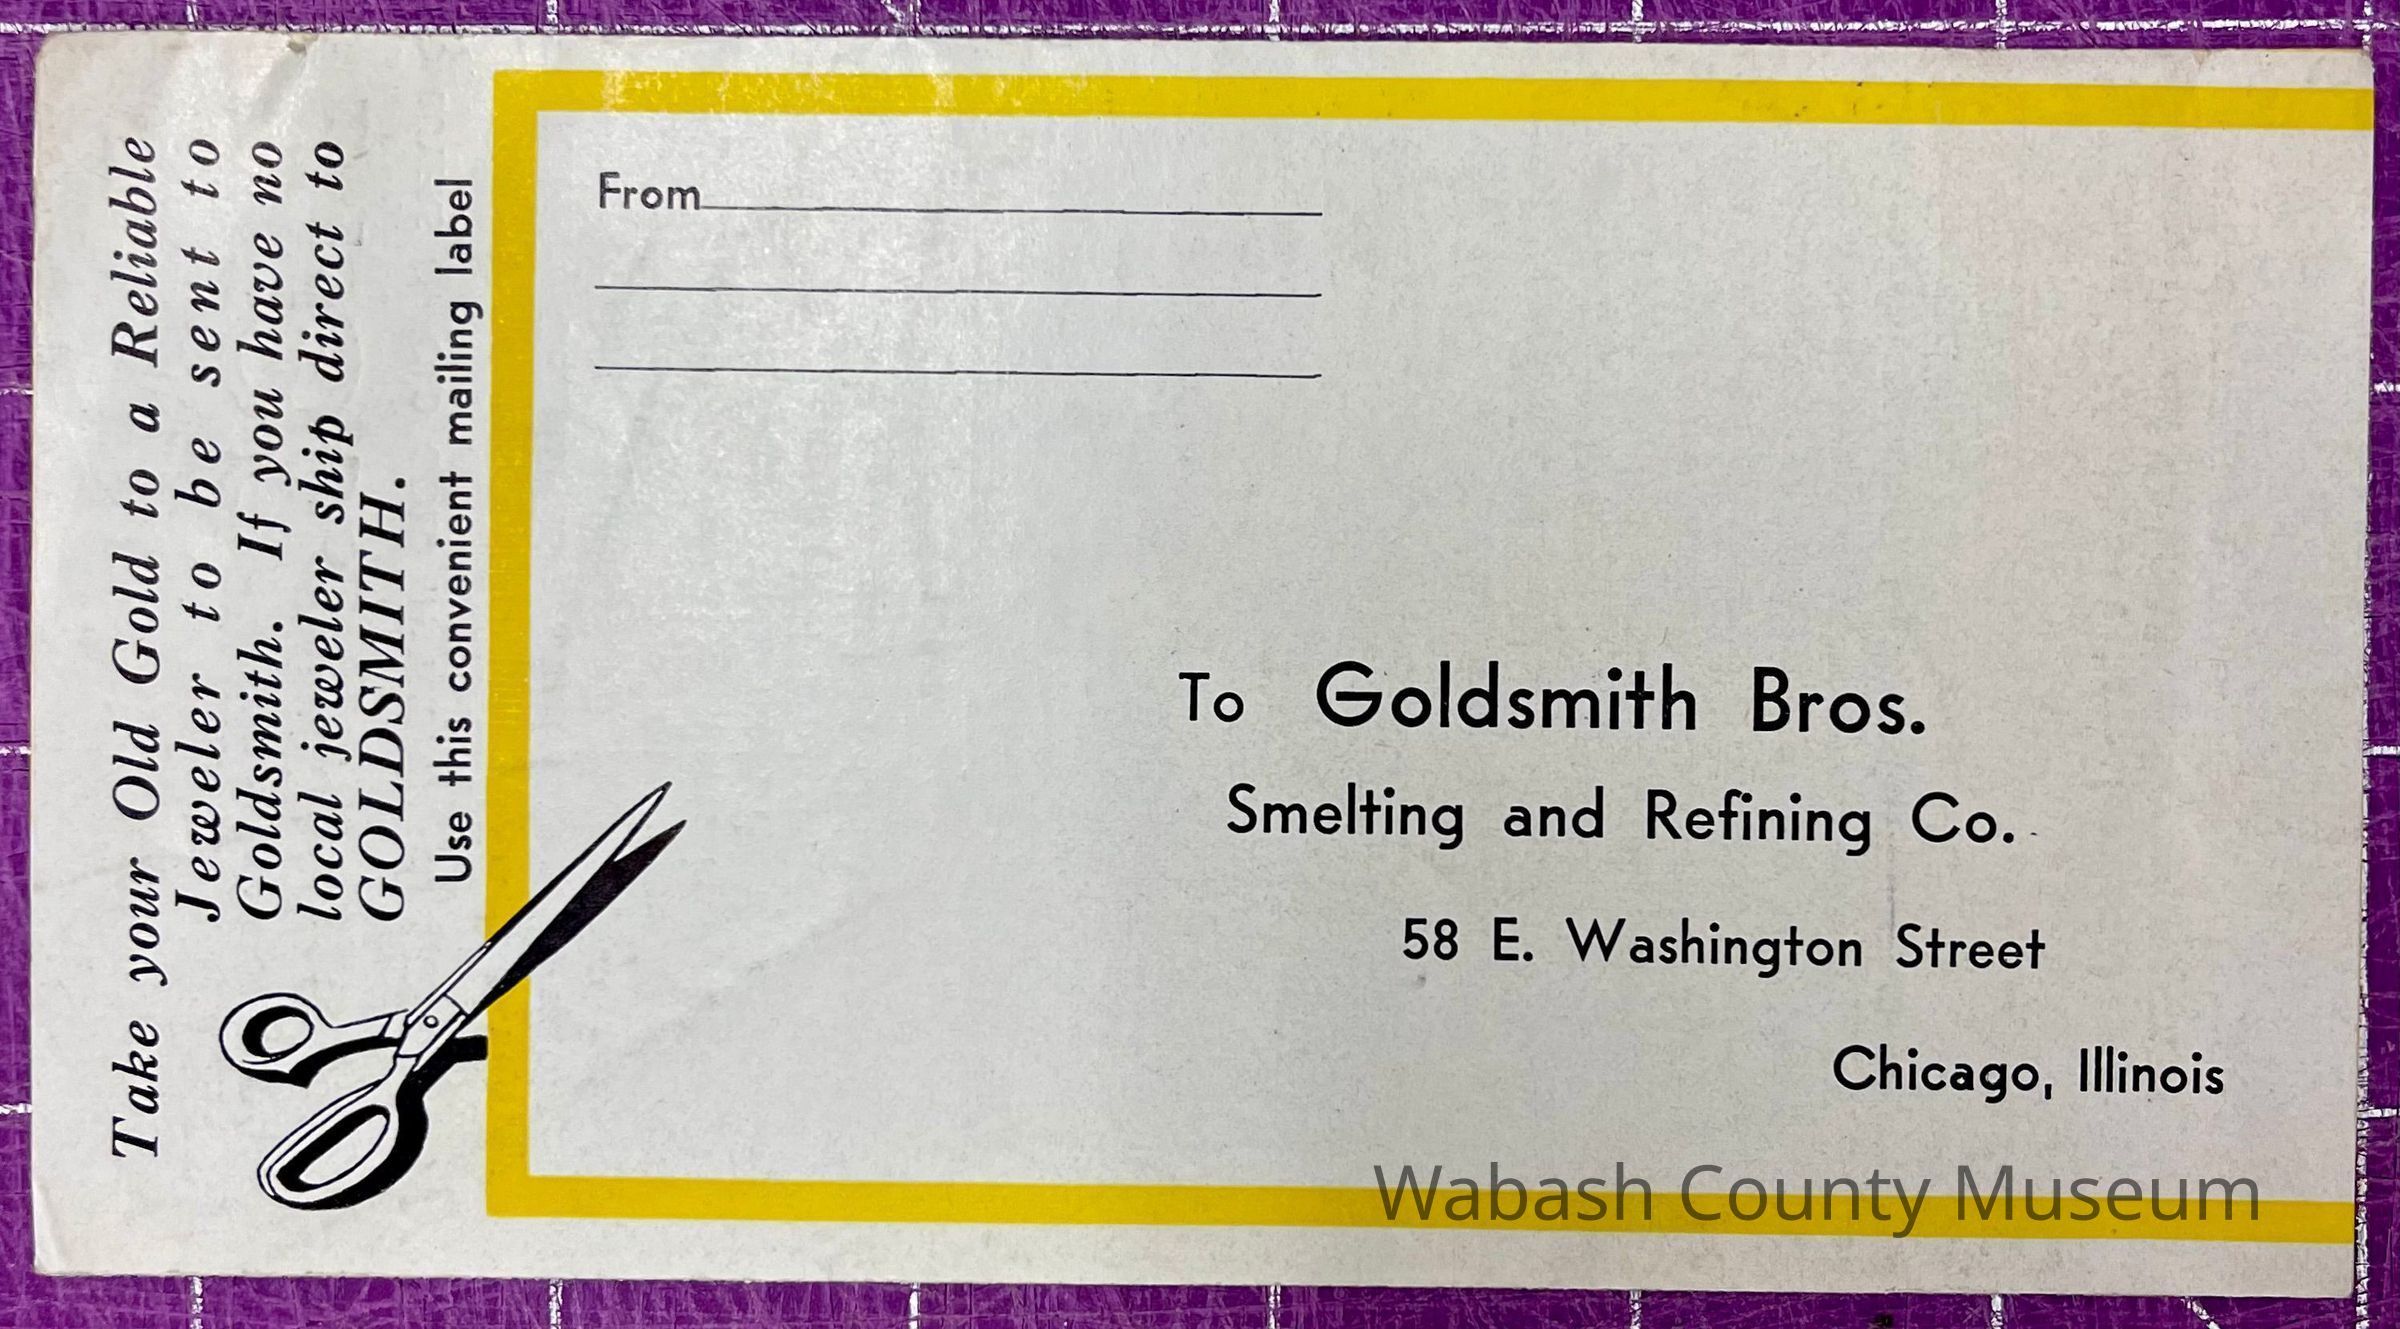 Take your Old Gold to a Reliable
Jeweler to be sent to
Goldsmith. If you have no
local jeweler ship direct to
GOLDSMITH.
Use this convenient mailing label
From
To Goldsmith Bros.
Smelting and Refining Co.
58 E. Washington Street
Chicago, Illinois
Wabash County Museum